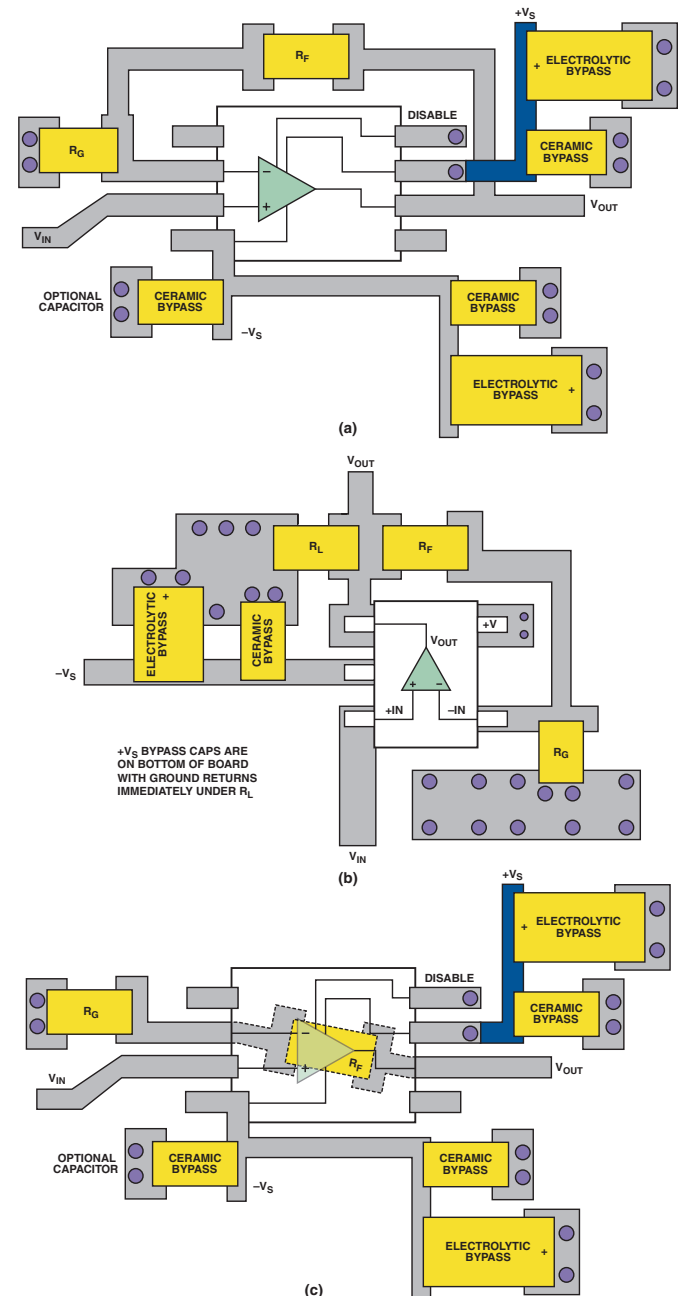 +VS
RF
+ ELECTROLYTIC
BYPASS
DISABLE
RG
CERAMIC
BYPASS
–
+
VIN
VOUT
OPTIONAL
CAPACITOR
CERAMIC
BYPASS
–VS
CERAMIC
BYPASS
ELECTROLYTIC
BYPASS +
(a)
VOUT
RL
RF
ELECTROLYTIC
BYPASS +
CERAMIC
BYPASS
+V
VOUT
–VS
+ –
+IN
–IN
RG
+VS BYPASS CAPS ARE
ON BOTTOM OF BOARD
WITH GROUND RETURNS
IMMEDIATELY UNDER RL
VIN
(b)
+VS
+ ELECTROLYTIC
BYPASS
DISABLE
RG
CERAMIC
BYPASS
–
+
RF
VIN
VOUT
OPTIONAL
CAPACITOR
CERAMIC
BYPASS
–VS
CERAMIC
BYPASS
ELECTROLYTIC
BYPASS +
(c)